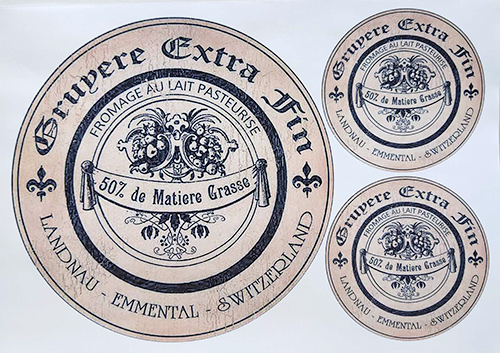 Gruyere Extra Fin
FROMAGE AU LAIT PASTEURISE
50% de Matiere Grasse
LANDNAU - EMMENTAL - SWITZERLAND
Gruyere Extra Fin
FROMAGE AU LAIT PASTEURISE
50% de Matiere Grasse
LANDNAU - EMMENTAL - SWITZERLAND
Gruyere Extra Fin
FROMAGE AU LAIT PASTEURISE
50% de Matiere Grasse
LANDNAU - EMMENTAL - SWITZERLAND